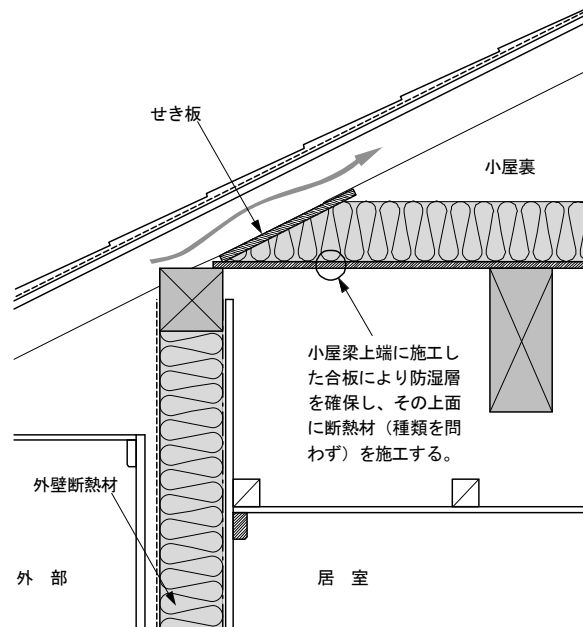 せき板
小屋裏
小屋梁上端に施工し
た合板により防湿層
を確保し、その上面
に断熱材（種類を問
わず）を施工する。
外壁断熱材
外　部
居　室